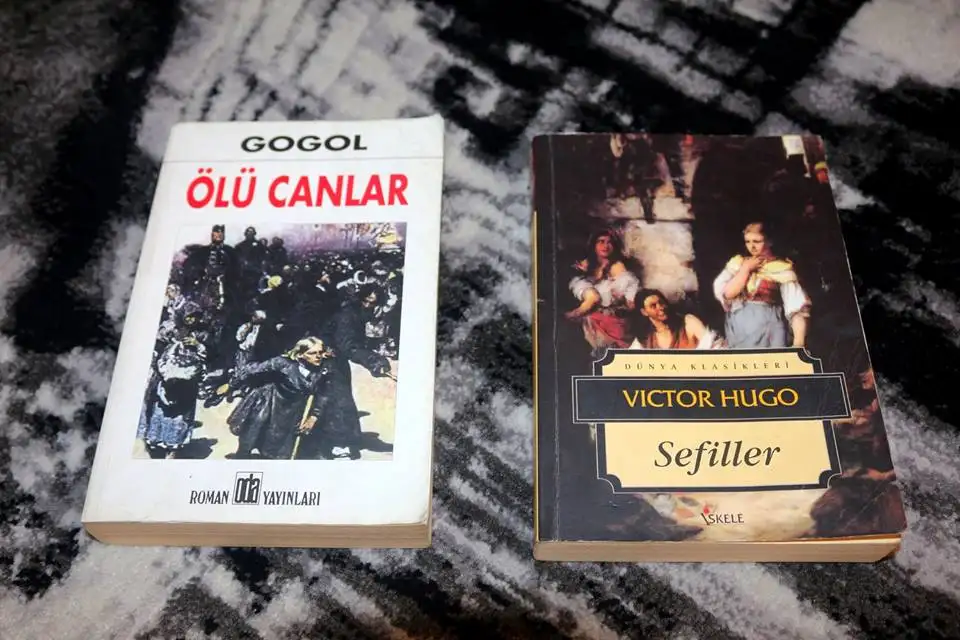 GOGOL
ÖLÜ CANLAR
ROMAN oda YAYINLARI
DÜNYA KLASİKLERİ
VICTOR HUGO
Sefiller
İSKELE